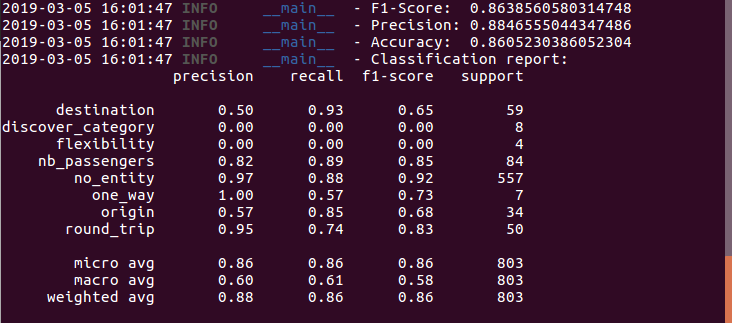 2019-03-05 16:01:47 INFO     __main__  - F1-Score:  0.8638560580314748
2019-03-05 16:01:47 INFO     __main__  - Precision: 0.8846555044347486
2019-03-05 16:01:47 INFO     __main__  - Accuracy:  0.8605230386052304
2019-03-05 16:01:47 INFO     __main__  - Classification report:
precision    recall  f1-score   support
destination       0.50      0.93      0.65        59
discover_category       0.00      0.00      0.00         8
flexibility       0.00      0.00      0.00         4
nb_passengers       0.82      0.89      0.85        84
no_entity       0.97      0.88      0.92       557
one_way       1.00      0.57      0.73         7
origin       0.57      0.85      0.68        34
round_trip       0.95      0.74      0.83        50
micro avg       0.86      0.86      0.86       803
macro avg       0.60      0.61      0.58       803
weighted avg       0.88      0.86      0.86       803